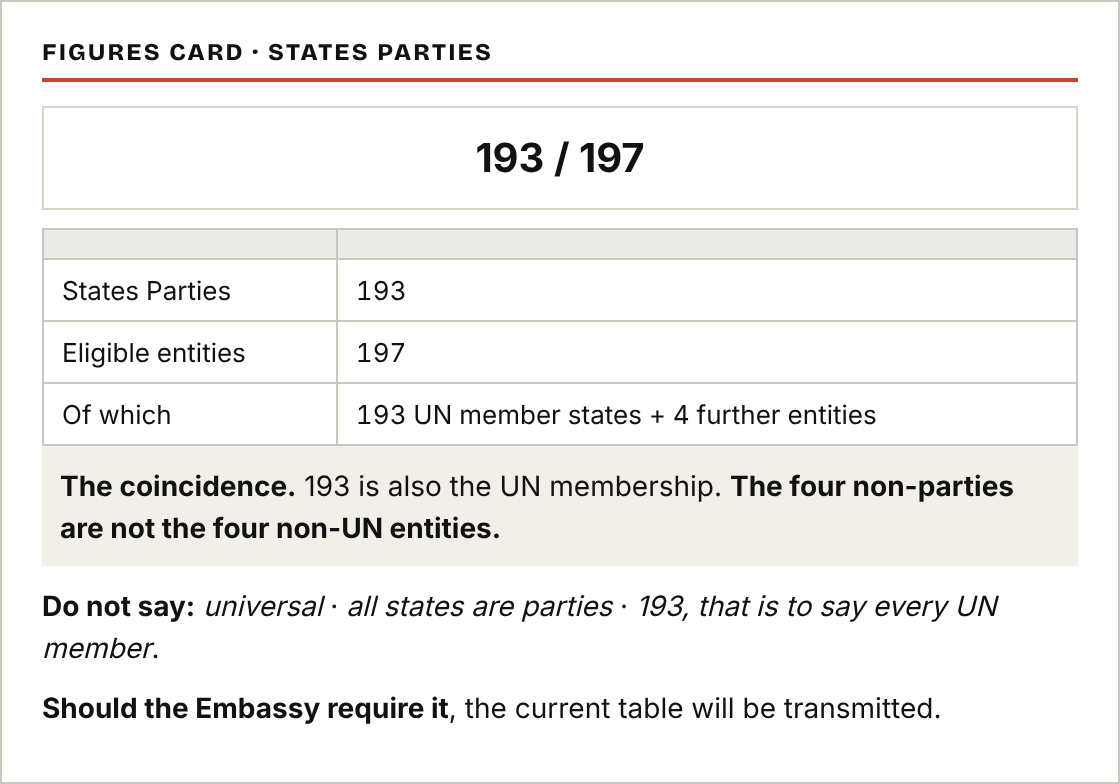 FIGURES CARD · STATES PARTIES
193 / 197
States Parties 193
Eligible entities 197
Of which 193 UN member states + 4 further entities
The coincidence. 193 is also the UN membership. The four non-parties
are not the four non-UN entities.
Do not say: universal · all states are parties · 193, that is to say every UN
member.
Should the Embassy require it, the current table will be transmitted.